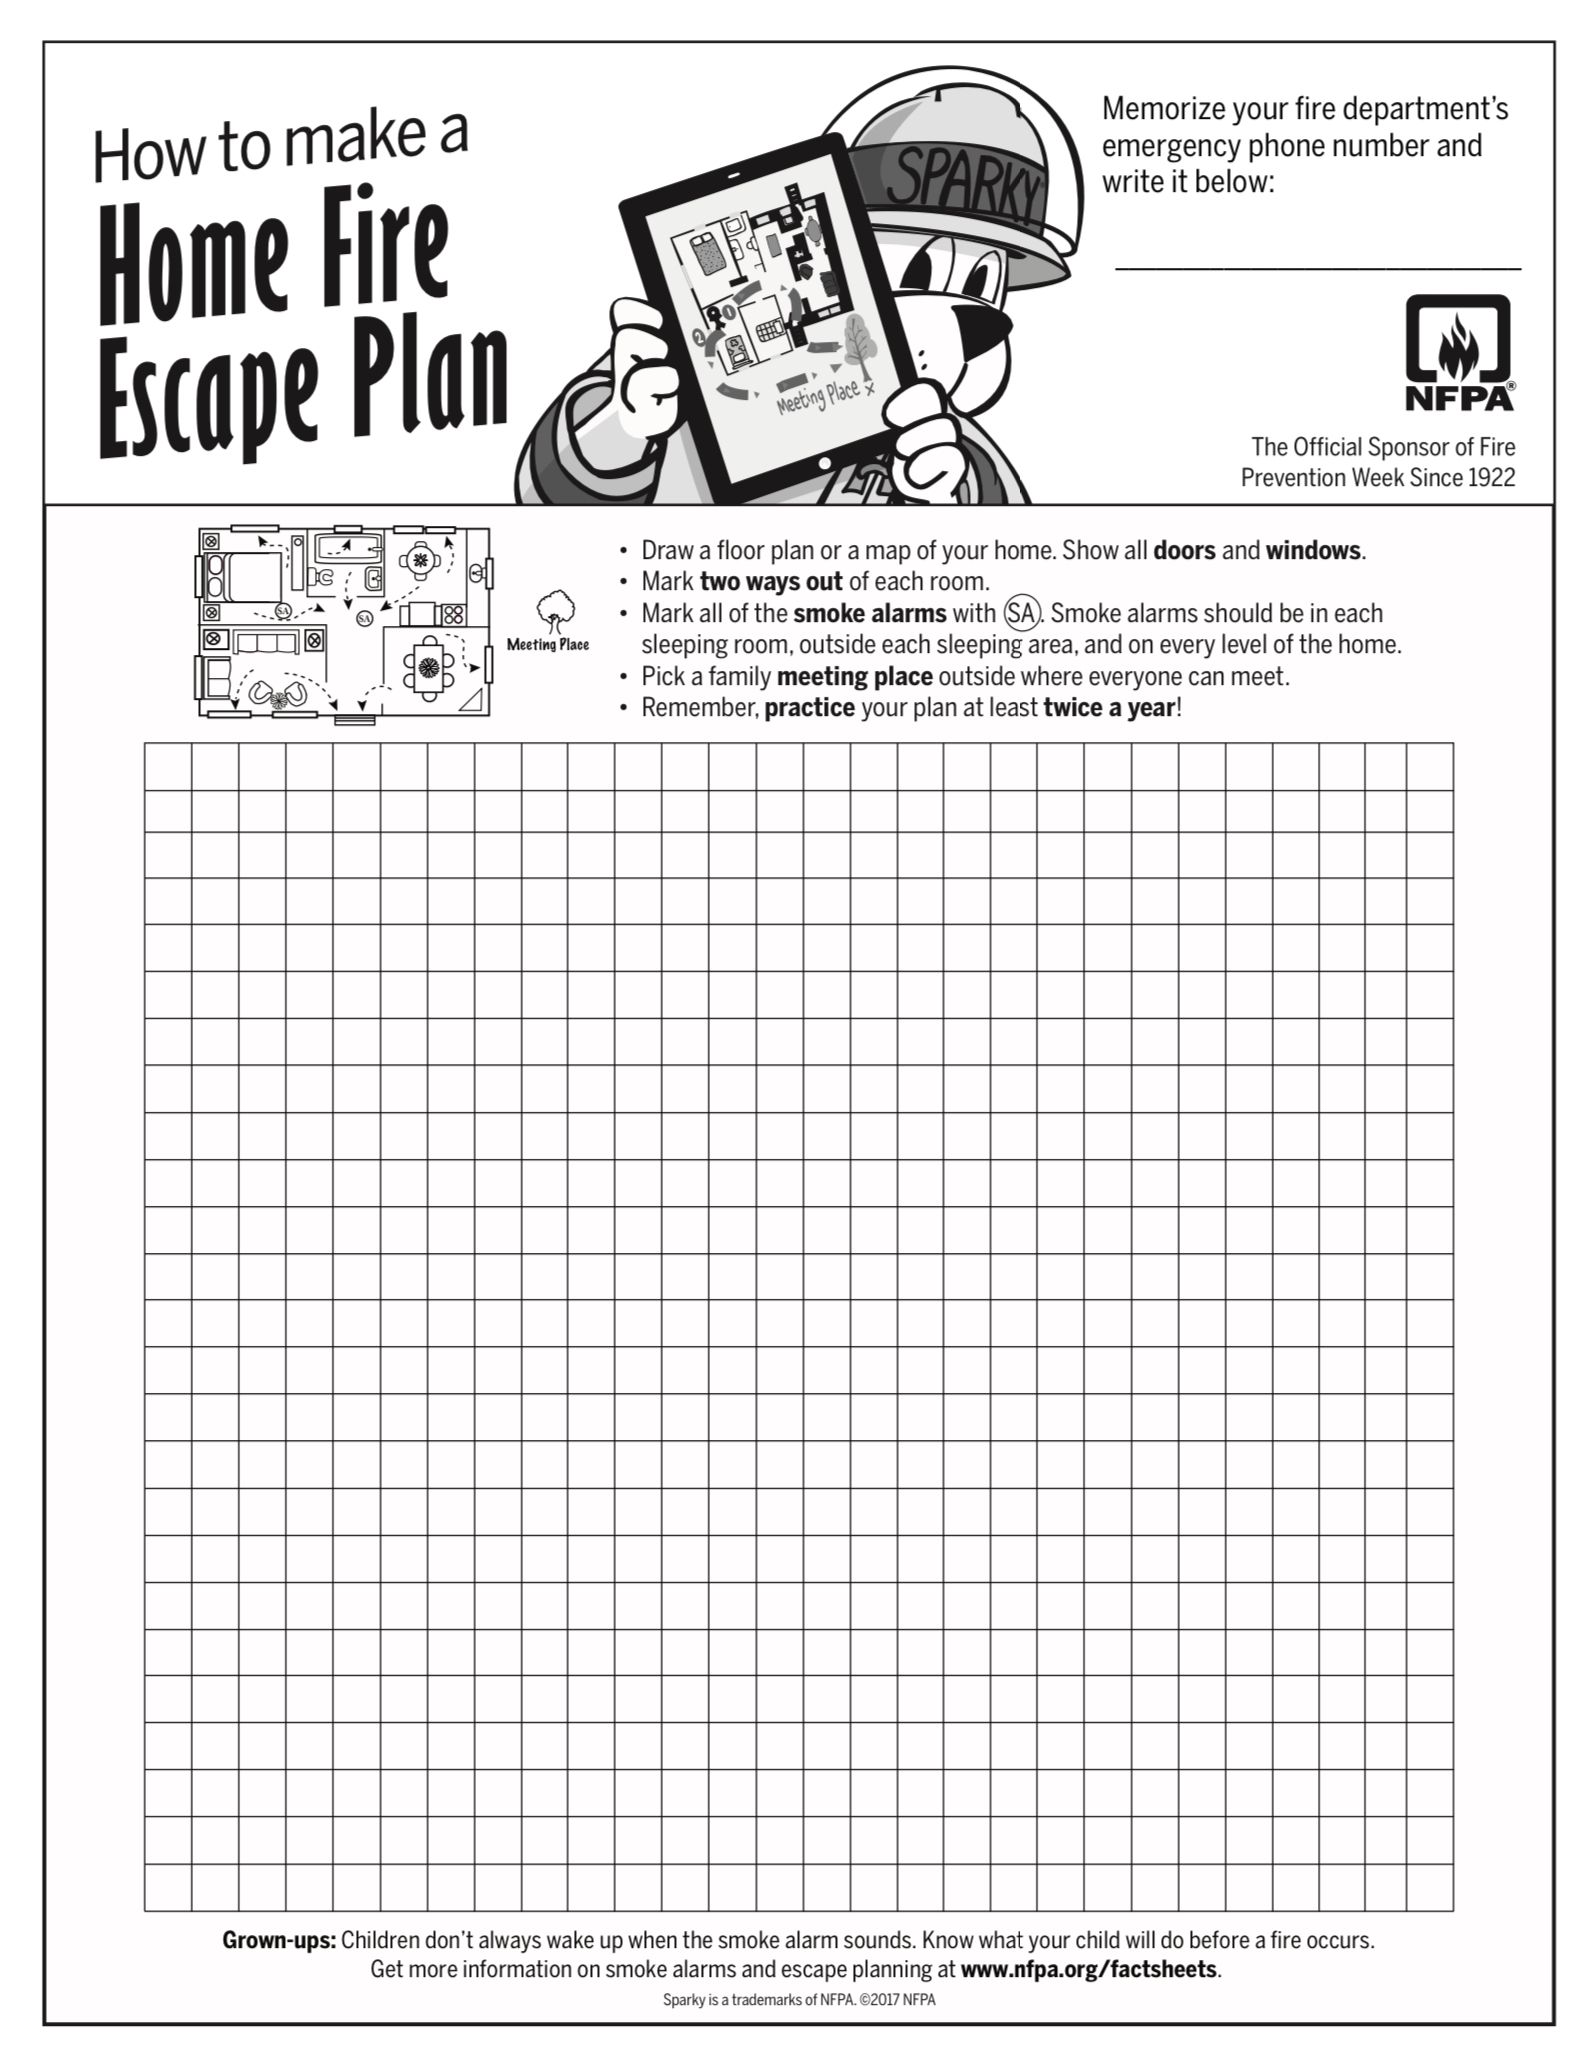 How to make a
Home Fire
Escape Plan
SPARKY
2
1
Meeting Place x
Memorize your fire department's
emergency phone number and
write it below:
NFPA®
The Official Sponsor of Fire
Prevention Week Since 1922
SA
SA
Meeting Place
• Draw a floor plan or a map of your home. Show all doors and windows.
• Mark two ways out of each room.
• Mark all of the smoke alarms with SA. Smoke alarms should be in each
sleeping room, outside each sleeping area, and on every level of the home.
• Pick a family meeting place outside where everyone can meet.
• Remember, practice your plan at least twice a year!
Grown-ups: Children don't always wake up when the smoke alarm sounds. Know what your child will do before a fire occurs.
Get more information on smoke alarms and escape planning at www.nfpa.org/factsheets.
Sparky is a trademarks of NFPA. ©2017 NFPA